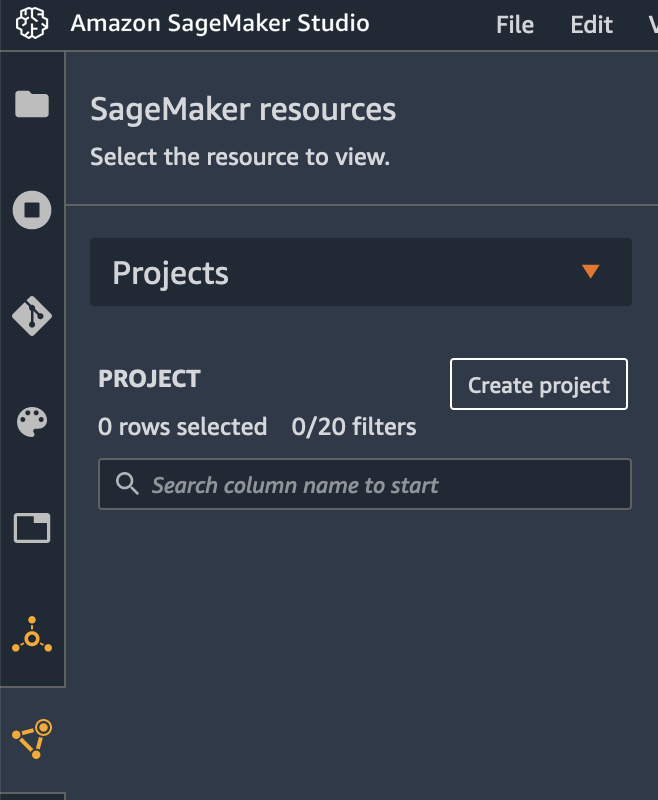 Amazon SageMaker Studio File Edit
SageMaker resources
Select the resource to view.
Projects
PROJECT
Create project
0 rows selected 0/20 filters
Search column name to start